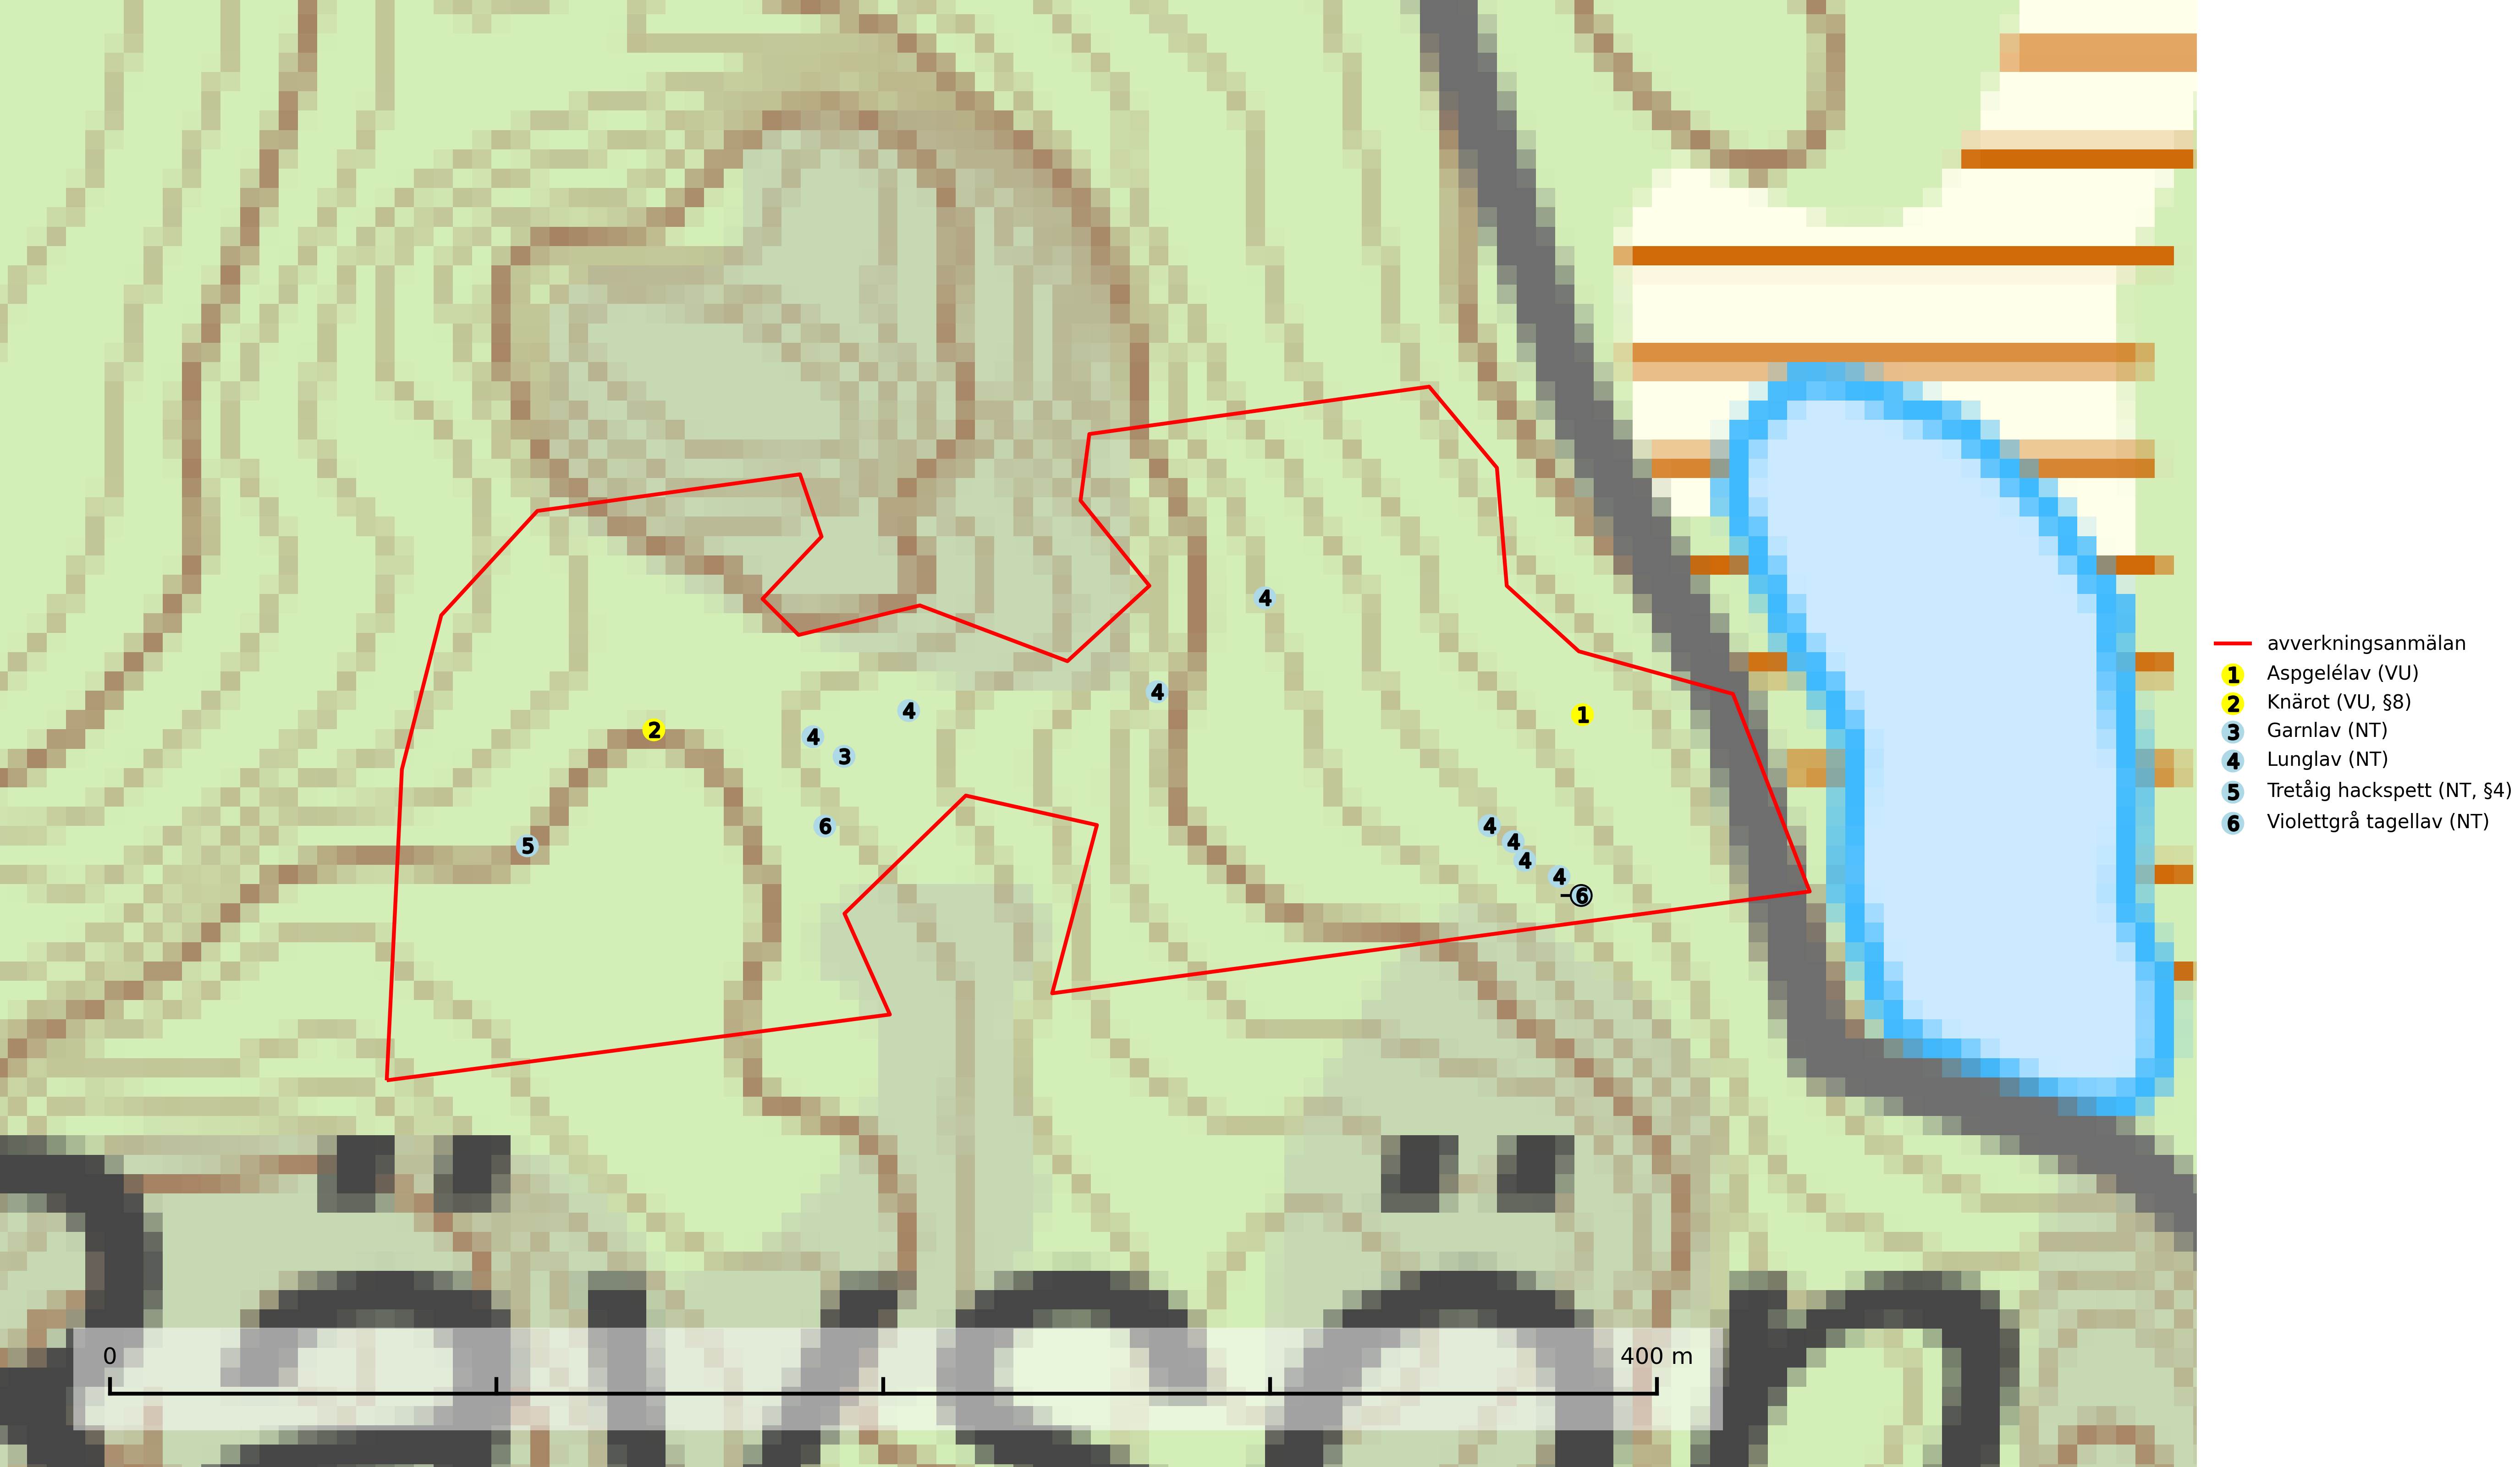 4
4
4
2
1
4
3
4
6
4
5
4
4
6
avverkningsanmälan
1 Aspgelélav (VU)
2 Knärot (VU, §8)
3 Garnlav (NT)
4 Lunglav (NT)
5 Tretåig hackspett (NT, §4)
6 Violettgrå tagellav (NT)
0 400 m